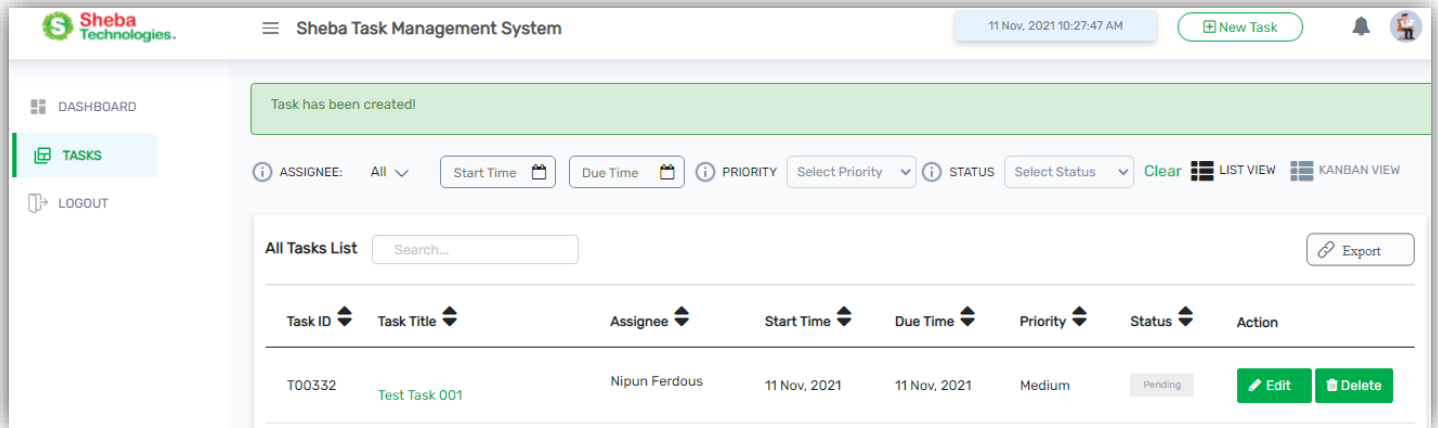 Sheba
Technologies.
Sheba Task Management System
11 Nov, 2021 10:27:47 AM
New Task
DASHBOARD
TASKS
LOGOUT
Task has been created!
ASSIGNEE: All Start Time Due Time PRIORITY Select Priority STATUS Select Status Clear LIST VIEW KANBAN VIEW
All Tasks List Search... Export
Task ID Task Title Assignee Start Time Due Time Priority Status Action
T00332 Test Task 001 Nipun Ferdous 11 Nov, 2021 11 Nov, 2021 Medium Pending Edit Delete